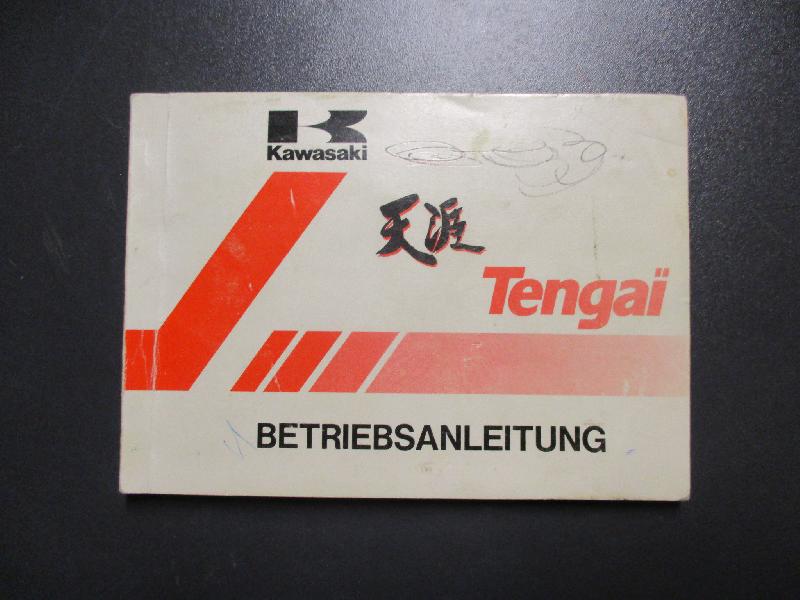 Kawasaki
天涯
Tengaï
BETRIEBSANLEITUNG